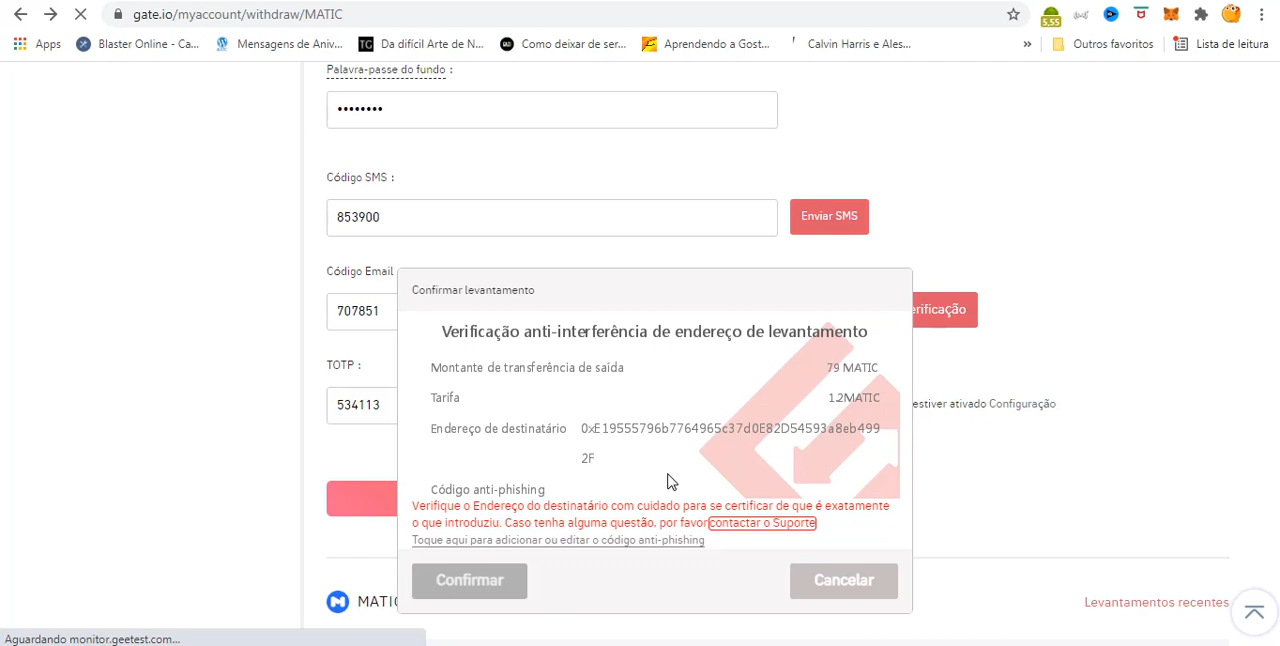 gate.io/myaccount/withdraw/MATIC
5.55
Apps Blaster Online - Ca... Mensagens de Aniv... TG Da difícil Arte de N... Como deixar de ser... Aprendendo a Gost... Calvin Harris e Ales... » Outros favoritos Lista de leitura
Palavra-passe do fundo :
••••••••
Código SMS :
853900 Enviar SMS
Código Email
Confirmar levantamento
707851 erificação
Verificação anti-interferência de endereço de levantamento
TOTP :
Montante de transferência de saída 79 MATIC
Tarifa 1.2MATIC
534113 estiver ativado Configuração
Endereço de destinatário 0xE19555796b7764965c37d0E82D54593a8eb499
2F
Código anti-phishing
Verifique o Endereço do destinatário com cuidado para se certificar de que é exatamente
o que introduziu. Caso tenha alguma questão, por favor contactar o Suporte
Toque aqui para adicionar ou editar o código anti-phishing
Confirmar Cancelar
MATIC Levantamentos recentes
Aguardando monitor.geetest.com...